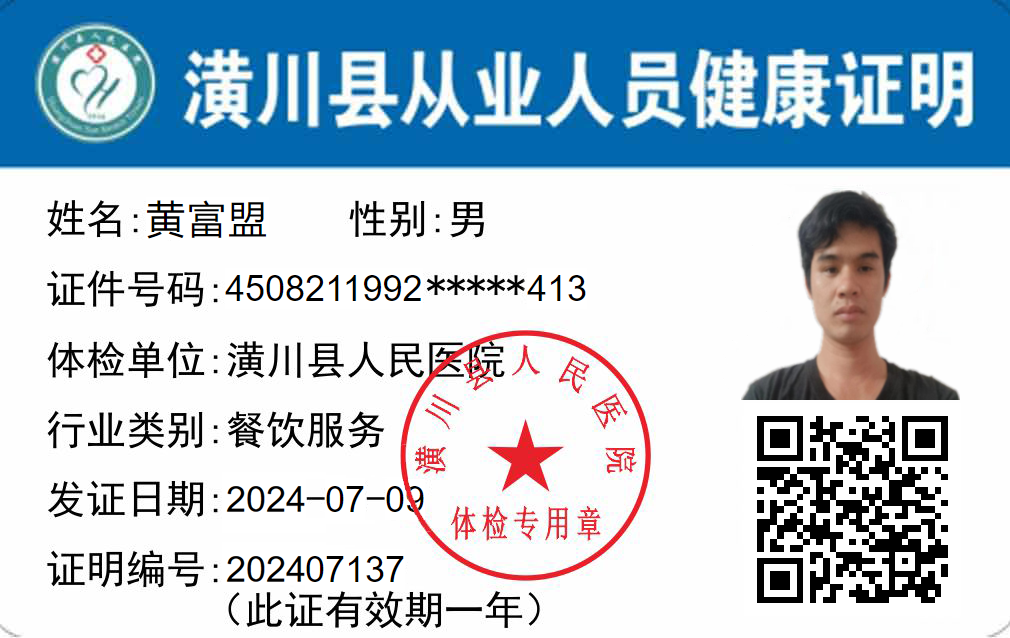 潢川县从业人员健康证明
姓名:黄富盟 性别:男
证件号码:4508211992*****413
体检单位:潢川县人民医院
行业类别:餐饮服务
发证日期:2024-07-09
证明编号:202407137
（此证有效期一年）
潢川县人民医院
体检专用章